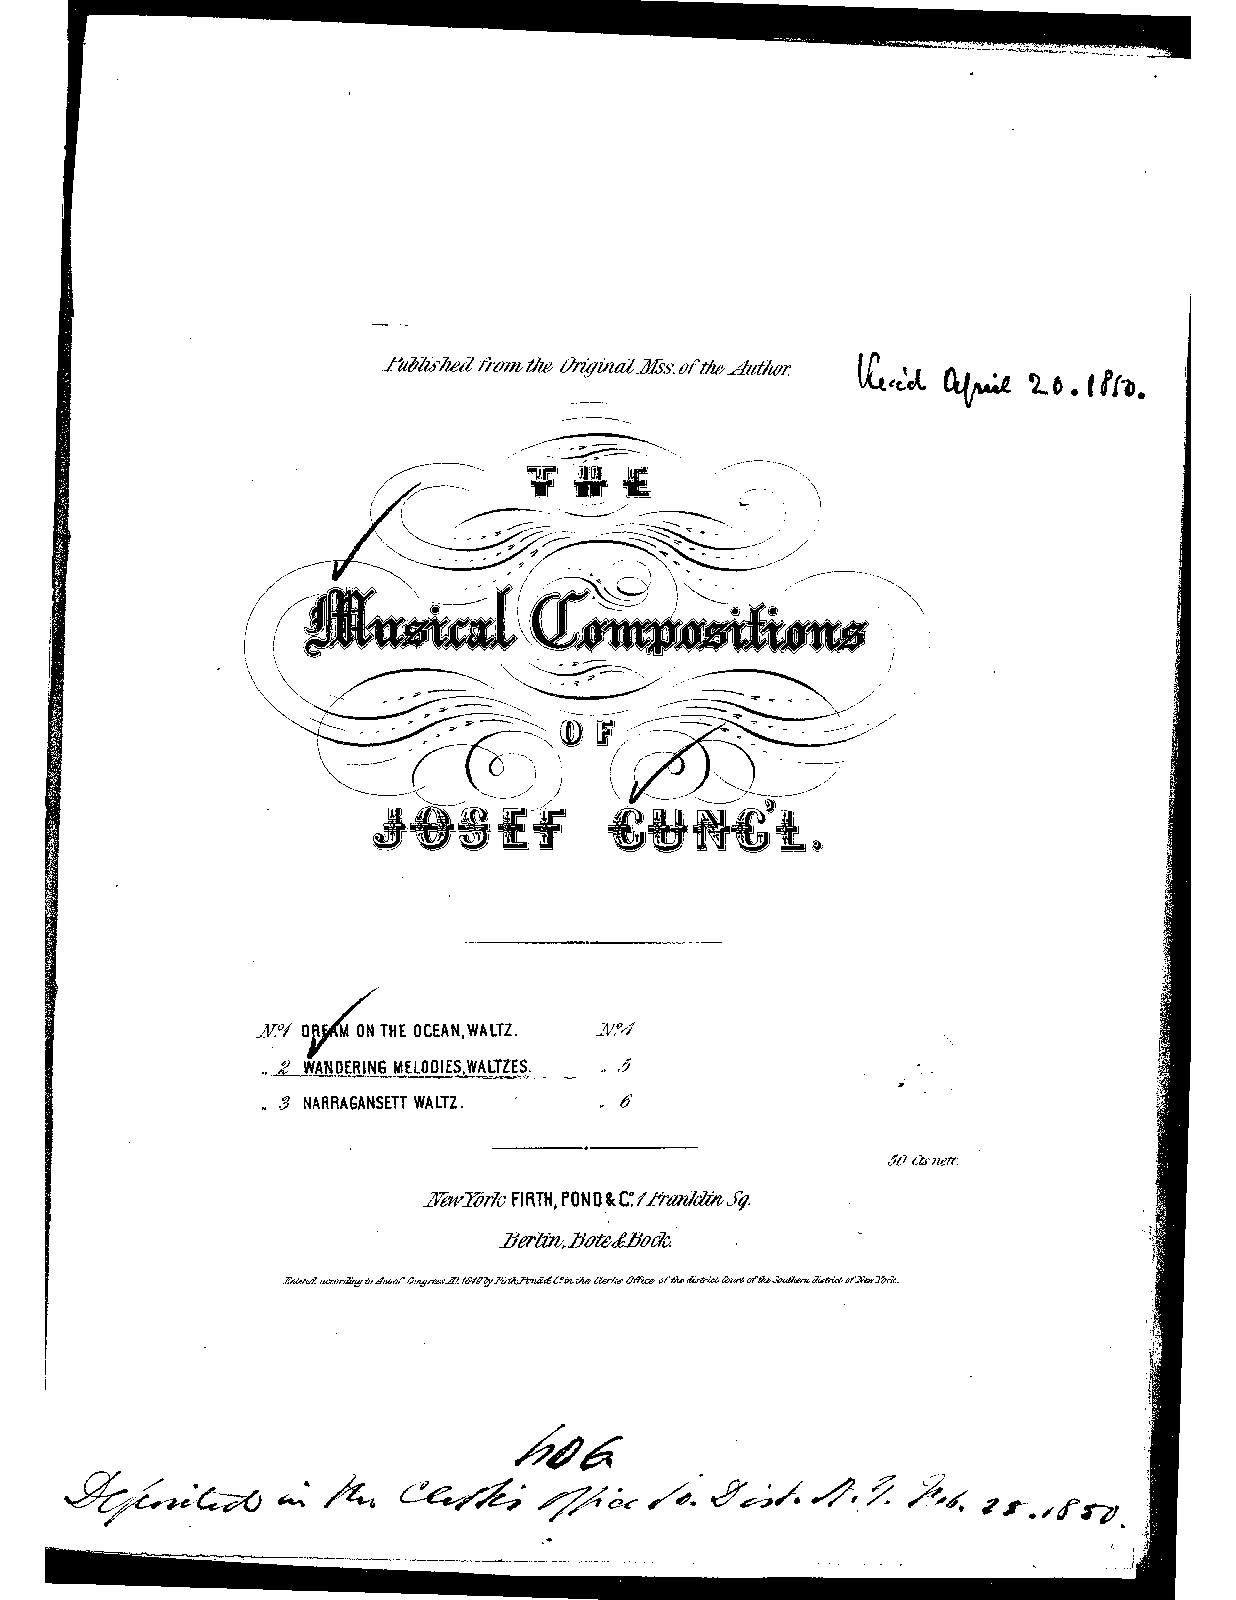 Published from the Original Mss. of the Author.
Rec'd April 20. 1850.
THE
Musical Compositions
OF
JOSEF GUNG'L.
No. 1 DREAM ON THE OCEAN, WALTZ. No. 4
„ 2 WANDERING MELODIES, WALTZES. „ 5
„ 3 NARRAGANSETT WALTZ. „ 6
50 Cts nett.
New York FIRTH, POND & Co. 1 Franklin Sq.
Berlin, Bote & Bock.
Entered according to Act of Congress AD. 1849 by Firth, Pond & Co. in the Clerks Office of the district Court of the Southern district of New York.
Deposited in the Clerk's office So. Dist. N. Y. Feb. 25. 1850.